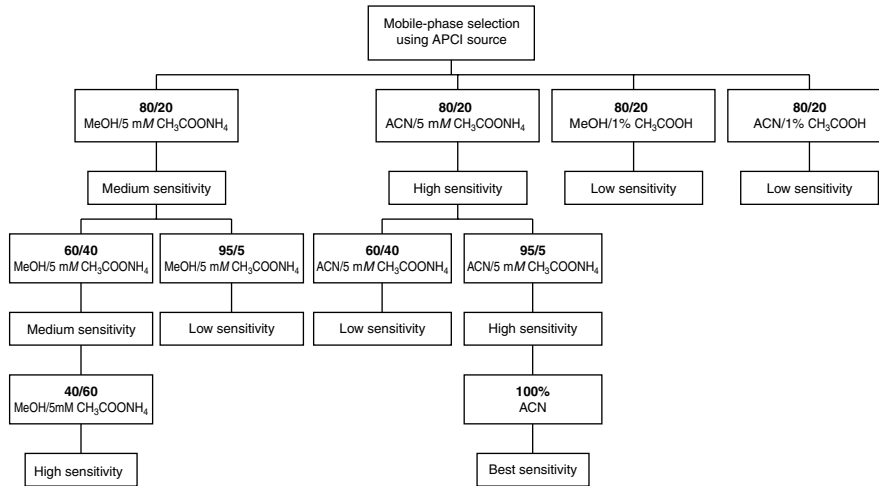 Mobile-phase selection
using APCI source
80/20
MeOH/5 mM CH₃COONH₄
80/20
ACN/5 mM CH₃COONH₄
80/20
MeOH/1% CH₃COOH
80/20
ACN/1% CH₃COOH
Medium sensitivity
High sensitivity
Low sensitivity
Low sensitivity
60/40
MeOH/5 mM CH₃COONH₄
95/5
MeOH/5 mM CH₃COONH₄
60/40
ACN/5 mM CH₃COONH₄
95/5
ACN/5 mM CH₃COONH₄
Medium sensitivity
Low sensitivity
Low sensitivity
High sensitivity
40/60
MeOH/5mM CH₃COONH₄
100%
ACN
High sensitivity
Best sensitivity